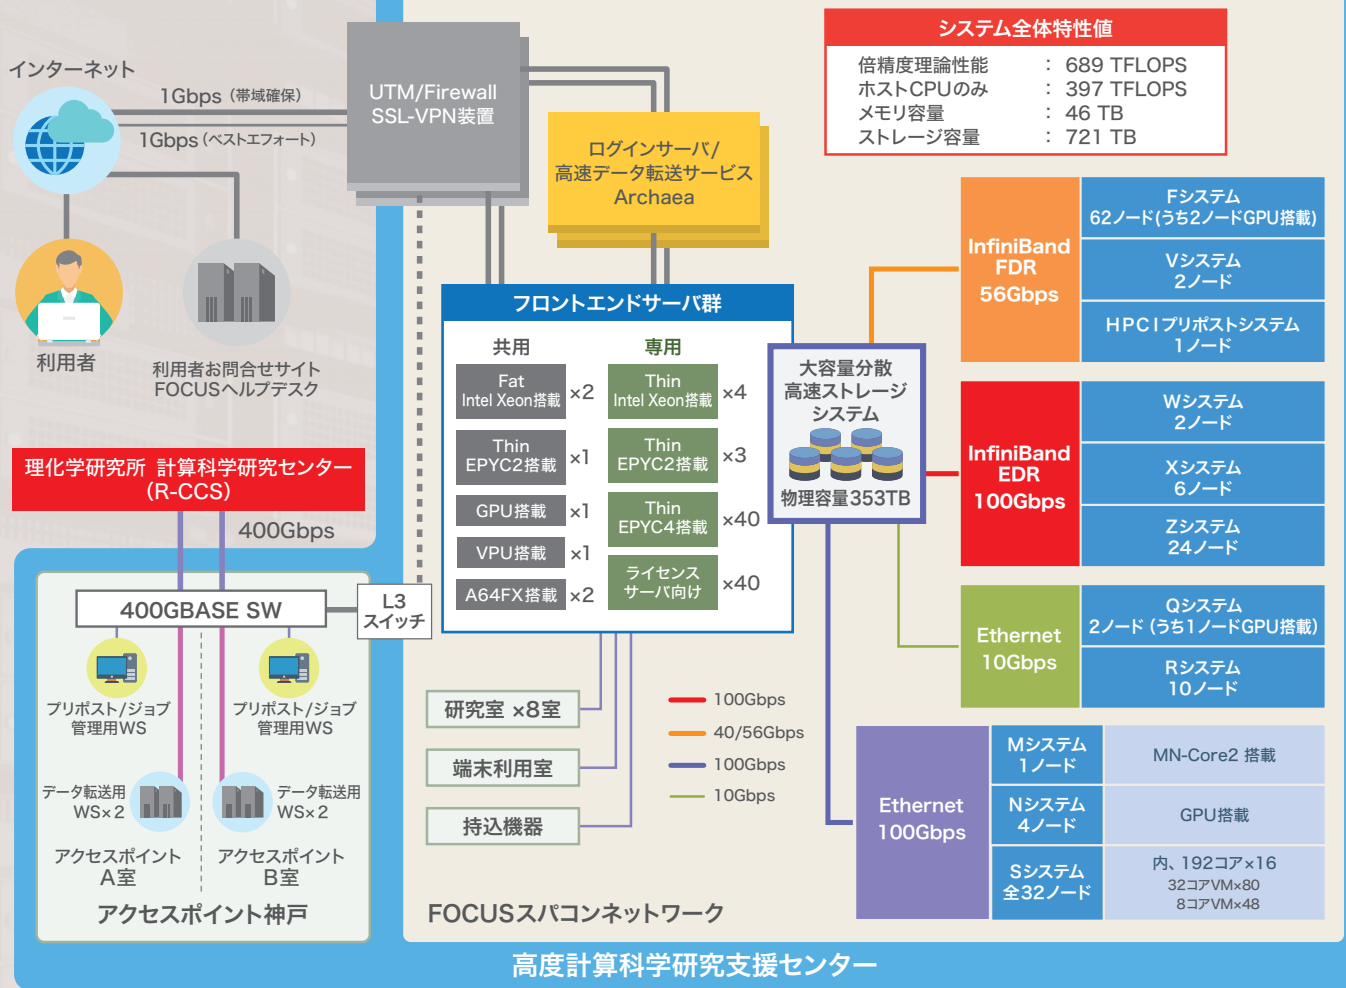 インターネット
1Gbps（帯域確保）
1Gbps（ベストエフォート）
利用者
利用者お問合せサイト
FOCUSヘルプデスク
UTM/Firewall
SSL-VPN装置
ログインサーバ/
高速データ転送サービス
Archaea
システム全体特性値
倍精度理論性能 : 689 TFLOPS
ホストCPUのみ : 397 TFLOPS
メモリ容量 : 46 TB
ストレージ容量 : 721 TB
理化学研究所 計算科学研究センター
（R-CCS）
400Gbps
400GBASE SW
L3
スイッチ
プリポスト/ジョブ
管理用WS
プリポスト/ジョブ
管理用WS
データ転送用
WS×2
データ転送用
WS×2
アクセスポイント
A室
アクセスポイント
B室
アクセスポイント神戸
フロントエンドサーバ群
共用
Fat
Intel Xeon搭載 ×2
Thin
EPYC2搭載 ×1
GPU搭載 ×1
VPU搭載 ×1
A64FX搭載 ×2
専用
Thin
Intel Xeon搭載 ×4
Thin
EPYC2搭載 ×3
Thin
EPYC4搭載 ×40
ライセンス
サーバ向け ×40
大容量分散
高速ストレージ
システム
物理容量353TB
研究室 ×8室
端末利用室
持込機器
100Gbps
40/56Gbps
100Gbps
10Gbps
InfiniBand
FDR
56Gbps
Fシステム
62ノード(うち2ノードGPU搭載)
Vシステム
2ノード
HPCIプリポストシステム
1ノード
InfiniBand
EDR
100Gbps
Wシステム
2ノード
Xシステム
6ノード
Zシステム
24ノード
Ethernet
10Gbps
Qシステム
2ノード（うち1ノードGPU搭載）
Rシステム
10ノード
Ethernet
100Gbps
Mシステム
1ノード
MN-Core2 搭載
Nシステム
4ノード
GPU搭載
Sシステム
全32ノード
内、192コア×16
32コアVM×80
8コアVM×48
FOCUSスパコンネットワーク
高度計算科学研究支援センター